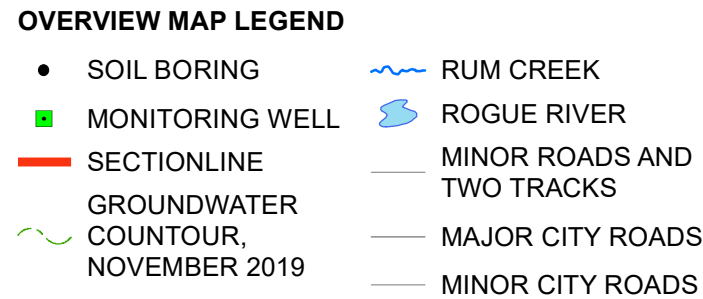 OVERVIEW MAP LEGEND
SOIL BORING
MONITORING WELL
SECTIONLINE
GROUNDWATER
COUNTOUR,
NOVEMBER 2019
RUM CREEK
ROGUE RIVER
MINOR ROADS AND
TWO TRACKS
MAJOR CITY ROADS
MINOR CITY ROADS